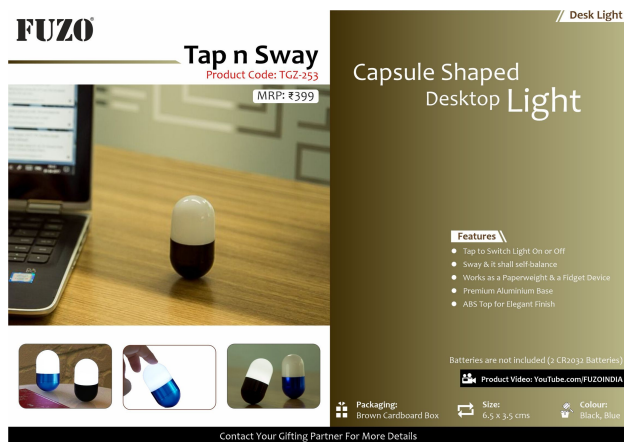 Desk Light
FUZO
Tap n Sway
Product Code: TGZ-253
MRP: ₹399
Capsule Shaped
Desktop Light
Features
Tap to Switch Light On or Off
Sway & it shall self-balance
Works as a Paperweight & a Fidget Device
Premium Aluminium Base
ABS Top for Elegant Finish
Batteries are not included (2 CR2032 Batteries)
Product Video: YouTube.com/FUZOINDIA
Packaging:
Brown Cardboard Box
Size:
6.5 x 3.5 cms
Colour:
Black, Blue
Contact Your Gifting Partner For More Details